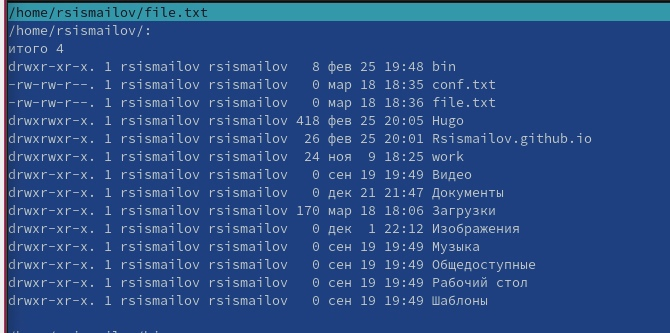 /home/rsismailov/file.txt
/home/rsismailov/:
итого 4
drwxr-xr-x. 1 rsismailov rsismailov   8 фев 25 19:48 bin
-rw-rw-r--. 1 rsismailov rsismailov   0 мар 18 18:35 conf.txt
-rw-rw-r--. 1 rsismailov rsismailov   0 мар 18 18:36 file.txt
drwxrwxr-x. 1 rsismailov rsismailov 418 фев 25 20:05 Hugo
drwxrwxr-x. 1 rsismailov rsismailov  26 фев 25 20:01 Rsismailov.github.io
drwxrwxr-x. 1 rsismailov rsismailov  24 ноя  9 18:25 work
drwxr-xr-x. 1 rsismailov rsismailov   0 сен 19 19:49 Видео
drwxr-xr-x. 1 rsismailov rsismailov   0 дек 21 21:47 Документы
drwxr-xr-x. 1 rsismailov rsismailov 170 мар 18 18:06 Загрузки
drwxr-xr-x. 1 rsismailov rsismailov   0 дек  1 22:12 Изображения
drwxr-xr-x. 1 rsismailov rsismailov   0 сен 19 19:49 Музыка
drwxr-xr-x. 1 rsismailov rsismailov   0 сен 19 19:49 Общедоступные
drwxr-xr-x. 1 rsismailov rsismailov   0 сен 19 19:49 Рабочий стол
drwxr-xr-x. 1 rsismailov rsismailov   0 сен 19 19:49 Шаблоны